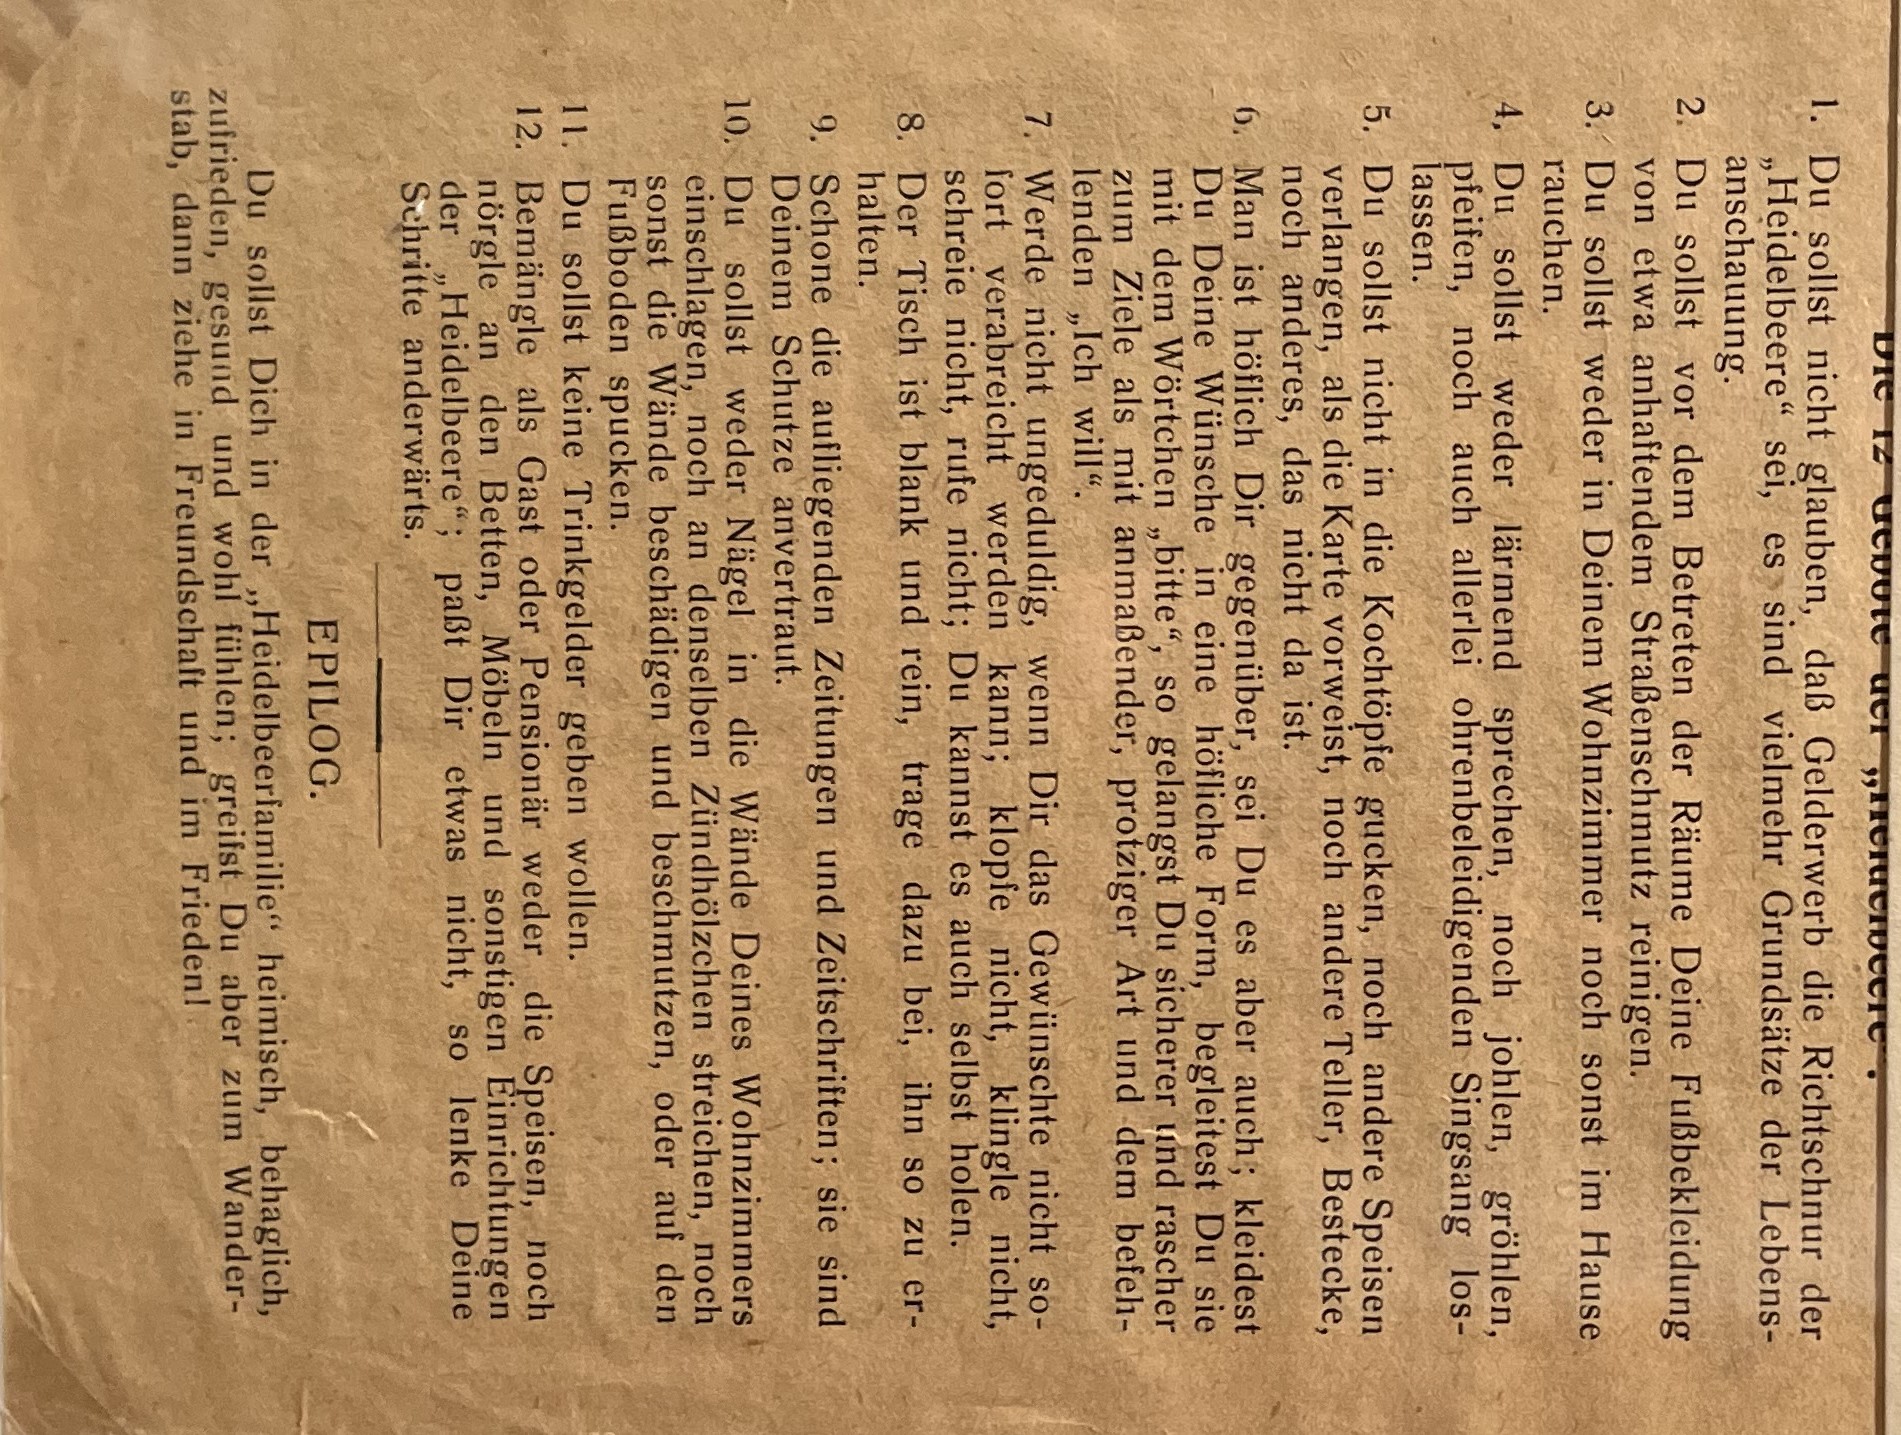 Die 12 Gebote der „Heidelbeere“.
1. Du sollst nicht glauben, daß Gelderwerb die Richtschnur der
„Heidelbeere“ sei, es sind vielmehr Grundsätze der Lebens-
anschauung.
2. Du sollst vor dem Betreten der Räume Deine Fußbekleidung
von etwa anhaftendem Straßenschmutz reinigen.
3. Du sollst weder in Deinem Wohnzimmer noch sonst im Hause
rauchen.
4. Du sollst weder lärmend sprechen, noch johlen, gröhlen,
pfeifen, noch auch allerlei ohrenbeleidigenden Singsang los-
lassen.
5. Du sollst nicht in die Kochtöpfe gucken, noch andere Speisen
verlangen, als die Karte vorweist, noch andere Teller, Bestecke,
noch anderes, das nicht da ist.
6. Man ist höflich Dir gegenüber, sei Du es aber auch; kleidest
Du Deine Wünsche in eine höfliche Form, begleitest Du sie
mit dem Wörtchen „bitte“, so gelangst Du sicherer und rascher
zum Ziele als mit anmaßender, protziger Art und dem befeh-
lenden „Ich will“.
7. Werde nicht ungeduldig, wenn Dir das Gewünschte nicht so-
fort verabreicht werden kann; klopfe nicht, klingle nicht,
schreie nicht, rufe nicht; Du kannst es auch selbst holen.
8. Der Tisch ist blank und rein, trage dazu bei, ihn so zu er-
halten.
9. Schone die aufliegenden Zeitungen und Zeitschriften; sie sind
Deinem Schutze anvertraut.
10. Du sollst weder Nägel in die Wände Deines Wohnzimmers
einschlagen, noch an denselben Zündhölzchen streichen, noch
sonst die Wände beschädigen und beschmutzen, oder auf den
Fußboden spucken.
11. Du sollst keine Trinkgelder geben wollen.
12. Bemängle als Gast oder Pensionär weder die Speisen, noch
nörgle an den Betten, Möbeln und sonstigen Einrichtungen
der „Heidelbeere“; paßt Dir etwas nicht, so lenke Deine
Schritte anderwärts.
EPILOG.
Du sollst Dich in der „Heidelbeerfamilie“ heimisch, behaglich,
zufrieden, gesund und wohl fühlen; greifst Du aber zum Wander-
stab, dann ziehe in Freundschaft und im Frieden!